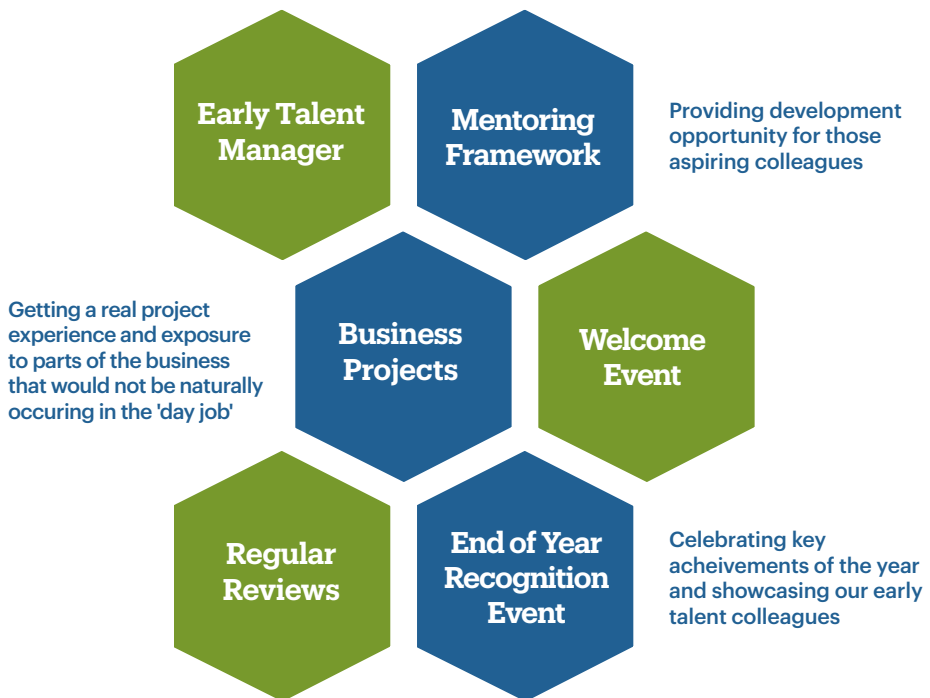 Early Talent
Manager
Mentoring
Framework
Providing development
opportunity for those
aspiring colleagues
Getting a real project
experience and exposure
to parts of the business
that would not be naturally
occuring in the 'day job'
Business
Projects
Welcome
Event
Regular
Reviews
End of Year
Recognition
Event
Celebrating key
acheivements of the year
and showcasing our early
talent colleagues